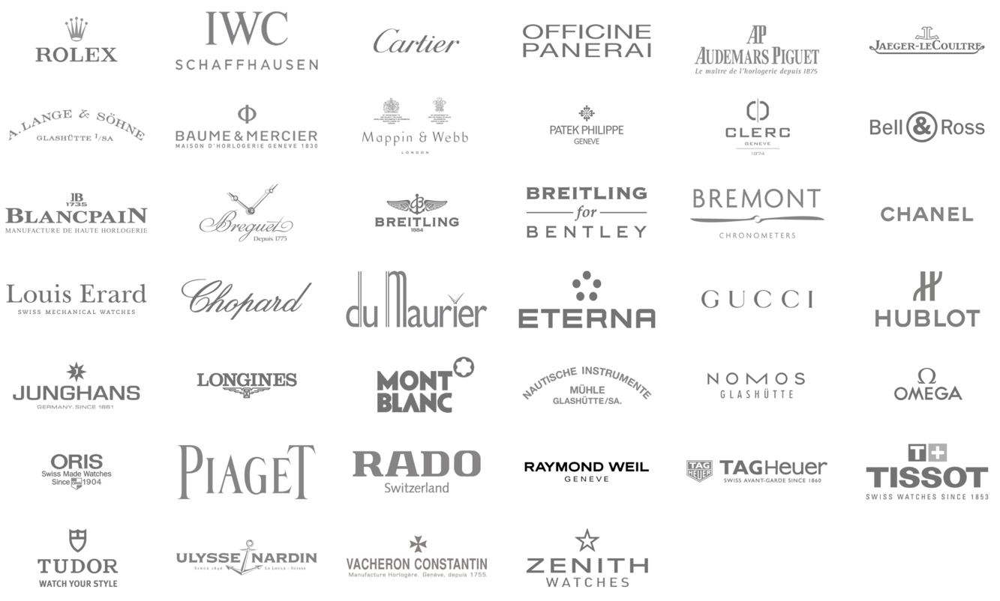 ROLEX
IWC
SCHAFFHAUSEN
Cartier
OFFICINE
PANERAI
AP
AUDEMARS PIGUET
Le maître de l'horlogerie depuis 1875
JAEGER-LECOULTRE
A. LANGE & SÖHNE
GLASHÜTTE I/SA
BAUME & MERCIER
MAISON D'HORLOGERIE GENEVE 1830
Mappin & Webb
LONDON
PATEK PHILIPPE
GENEVE
CLERC
GENEVE
1874
Bell & Ross
JB
1735
BLANCPAIN
MANUFACTURE DE HAUTE HORLOGERIE
Breguet
Depuis 1775
B
BREITLING
1884
BREITLING
for
BENTLEY
BREMONT
CHRONOMETERS
CHANEL
Louis Erard
SWISS MECHANICAL WATCHES
Chopard
du Maurier
ETERNA
GUCCI
H
HUBLOT
J
JUNGHANS
GERMANY. SINCE 1861
LONGINES
MONT
BLANC
NAUTISCHE INSTRUMENTE
MÜHLE
GLASHÜTTE/SA.
NOMOS
GLASHÜTTE
Ω
OMEGA
ORIS
Swiss Made Watches
Since 1904
PIAGET
RADO
Switzerland
RAYMOND WEIL
GENEVE
TAG
HEUER
TAGHeuer
SWISS AVANT-GARDE SINCE 1860
T+
TISSOT
SWISS WATCHES SINCE 1853
TUDOR
WATCH YOUR STYLE
ULYSSE NARDIN
SINCE 1846 LE LOCLE - SUISSE
VACHERON CONSTANTIN
Manufacture Horlogère. Genève, depuis 1755.
ZENITH
WATCHES